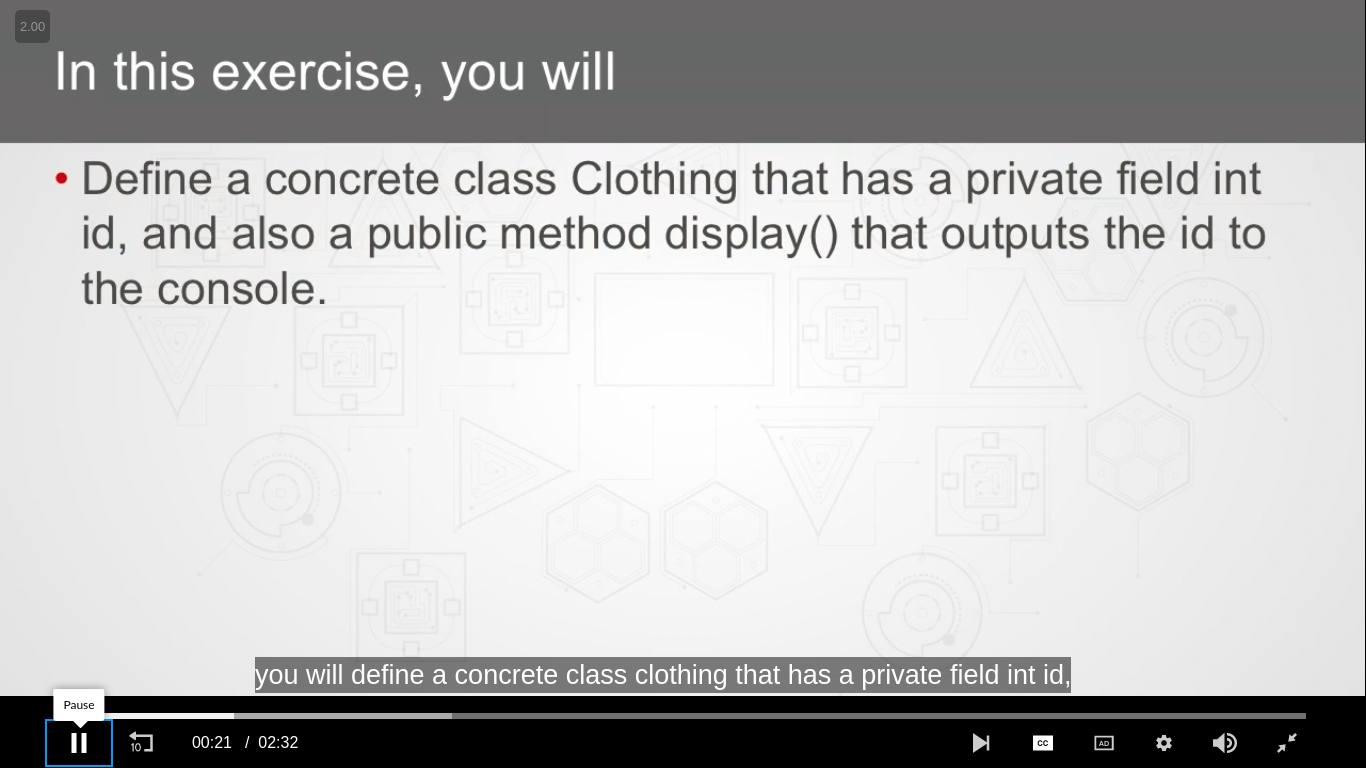 2.00
In this exercise, you will
• Define a concrete class Clothing that has a private field int
id, and also a public method display() that outputs the id to
the console.
you will define a concrete class clothing that has a private field int id,
Pause
10
00:21 / 02:32
CC
AD